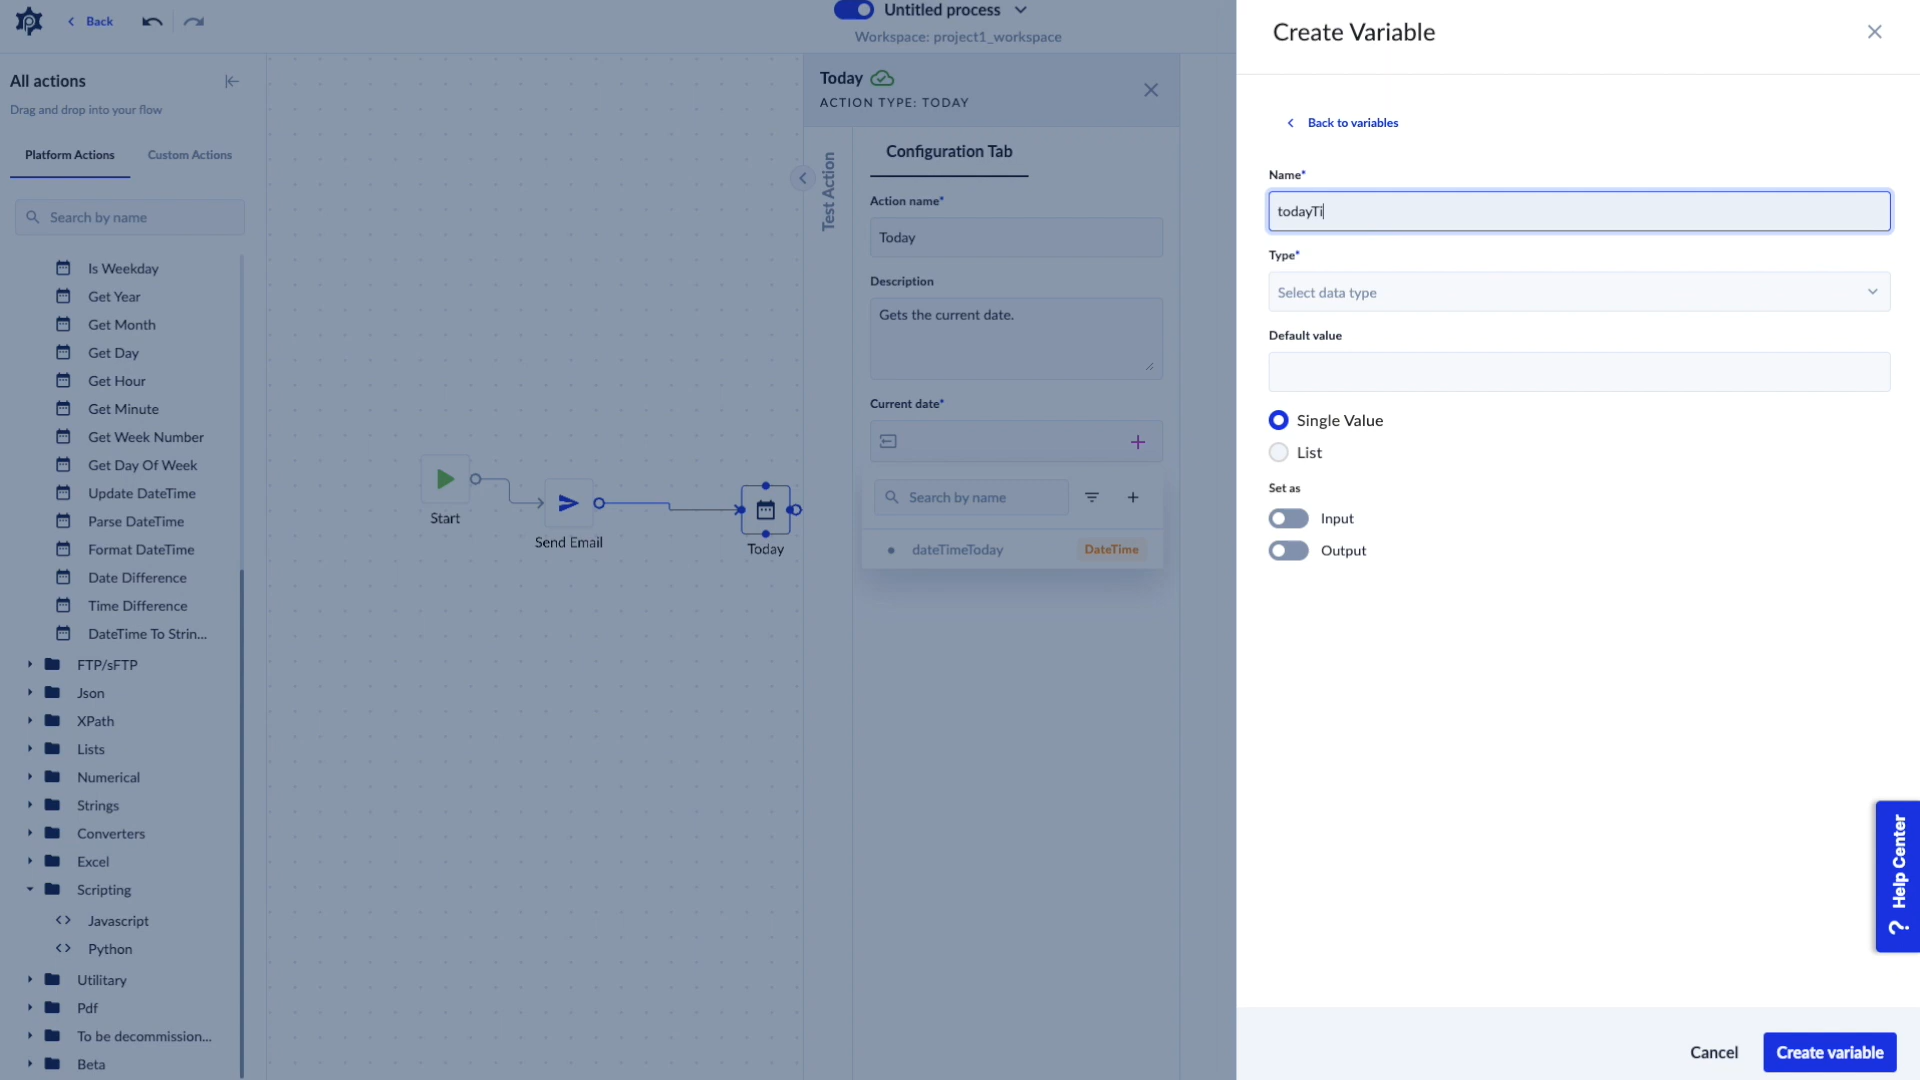 Back
Untitled process
Workspace: project1_workspace
All actions
Drag and drop into your flow
Platform Actions
Custom Actions
Search by name
Is Weekday
Get Year
Get Month
Get Day
Get Hour
Get Minute
Get Week Number
Get Day Of Week
Update DateTime
Parse DateTime
Format DateTime
Date Difference
Time Difference
DateTime To Strin...
FTP/sFTP
Json
XPath
Lists
Numerical
Strings
Converters
Excel
Scripting
Javascript
Python
Utilitary
Pdf
To be decommission...
Beta
Start
Send Email
Today
Today
ACTION TYPE: TODAY
Test Action
Configuration Tab
Action name*
Today
Description
Gets the current date.
Current date*
Search by name
dateTimeToday
DateTime
Create Variable
Back to variables
Name*
todayTi
Type*
Select data type
Default value
Single Value
List
Set as
Input
Output
Help Center
Cancel
Create variable